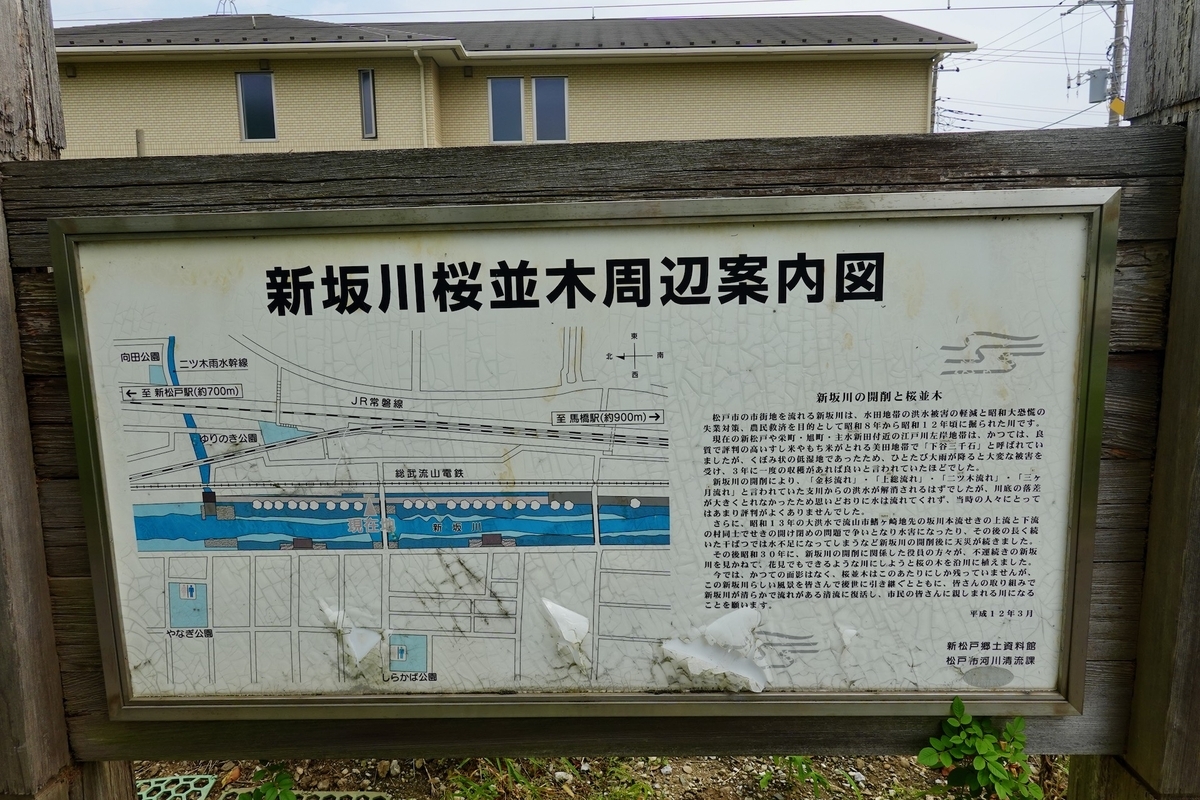 新坂川桜並木周辺案内図
東
北 南
西
向田公園
二ツ木雨水幹線
← 至 新松戸駅(約700m)
JR常磐線
至 馬橋駅(約900m) →
ゆりのき公園
総武流山電鉄
現在地
新坂川
やなぎ公園
しらかば公園
新坂川の開削と桜並木
松戸市の市街地を流れる新坂川は、水田地帯の洪水被害の軽減と昭和大恐慌の
失業対策、農民救済を目的として昭和8年から昭和12年頃に掘られた川です。
現在の新松戸や栄町・旭町・主水新田付近の江戸川左岸地帯は、かつては、良
質で評判の高いすし米やもち米がとれる美田地帯で「下谷三千石」と呼ばれてい
ましたが、くぼみ状の低湿地であったため、ひとたび大雨が降ると大変な被害を
受け、3年に一度の収穫があれば良いと言われていたほどでした。
新坂川の開削により、「金杉流れ」・「上総流れ」・「二ツ木流れ」・「三ヶ
月流れ」と言われていた支川からの洪水が解消されるはずでしたが、川底の落差
が大きくとれなかったため思いどおりに水は流れてくれず、当時の人々にとって
はあまり評判がよくありませんでした。
さらに、昭和13年の大洪水で流山市鰭ヶ崎地先の坂川本流せきの上流と下流
の村同士でせきの開け閉めの問題で争いとなり水害になったり、その後の長く続
いた干ばつでは水不足になってしまうなど新坂川の開削後に天災が続きました。
その後昭和30年に、新坂川の開削に関係した役員の方々が、不運続きの新坂
川を見かねて、花見でもできるような川にしようと桜の木を沿川に植えました。
今では、かつての面影はなく、桜並木はこのあたりにしか残っていませんが、
この新坂川らしい風景を皆さんで後世に引き継ぐとともに、皆さんの取り組みで
新坂川が清らかで流れがある清流に復活し、市民の皆さんに親しまれる川になる
ことを願います。
平成12年3月
新松戸郷土資料館
松戸市河川清流課